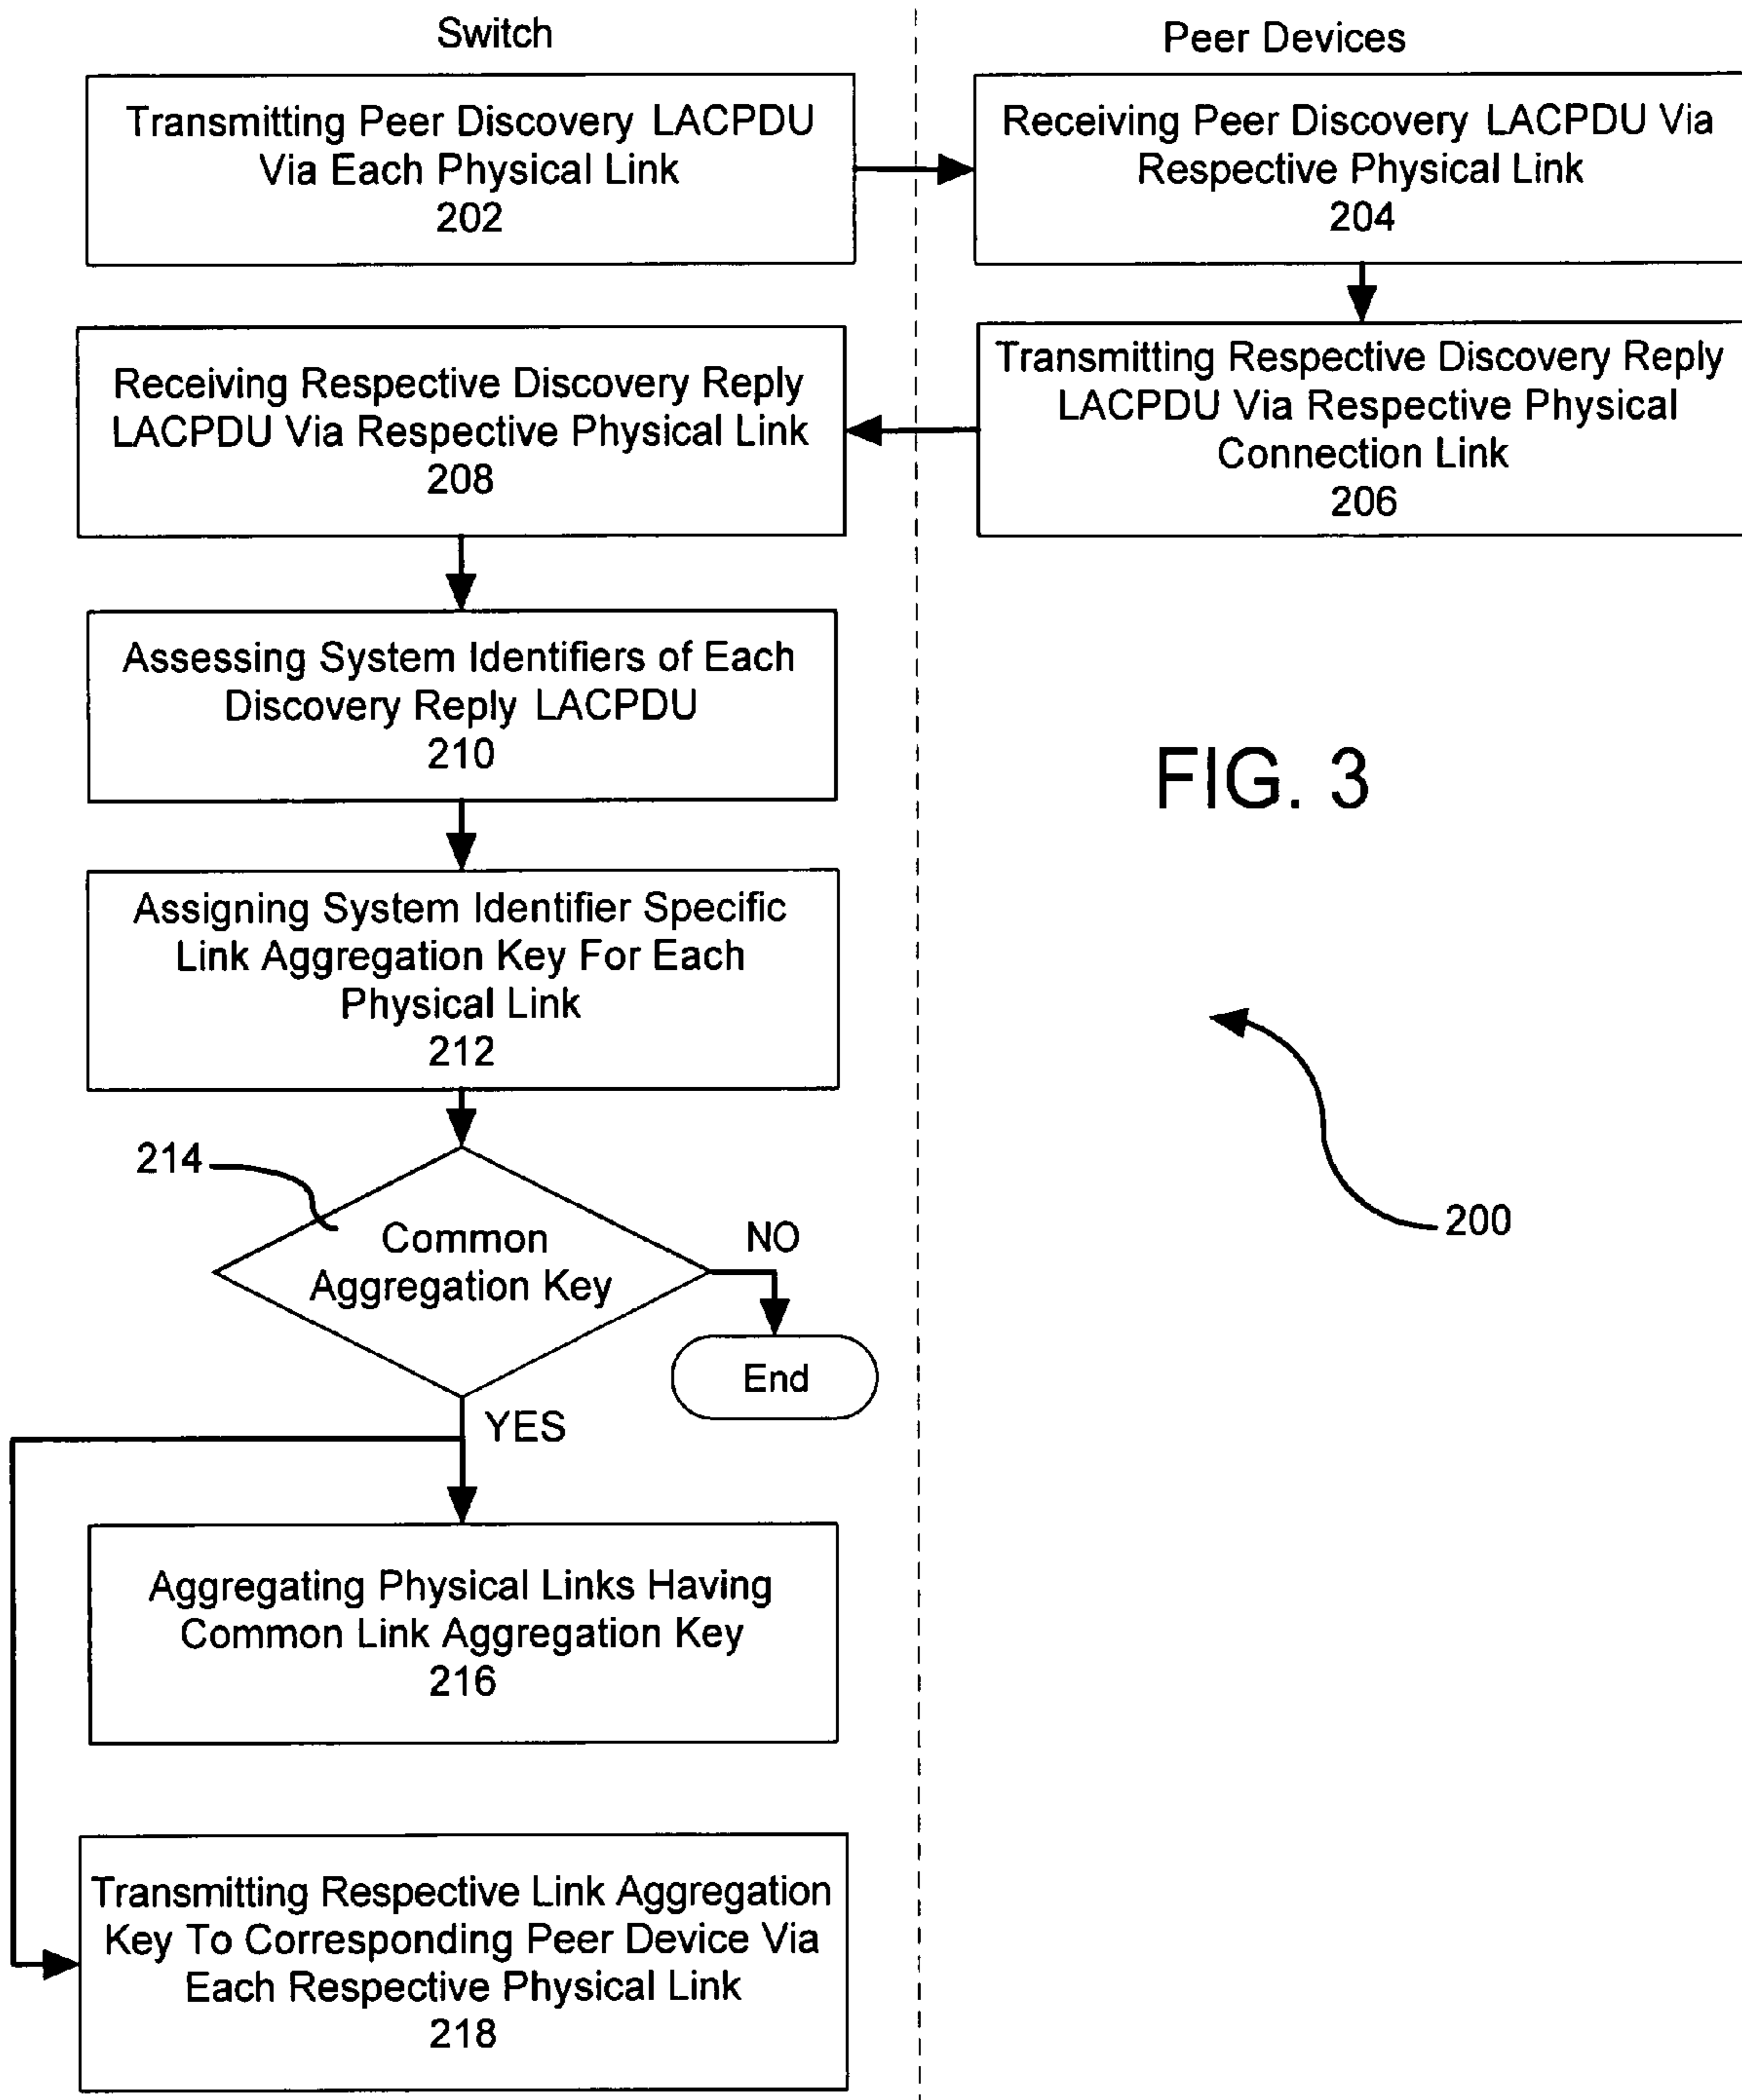 Switch
Peer Devices
Transmitting Peer Discovery LACPDU
Via Each Physical Link
202
Receiving Peer Discovery LACPDU Via
Respective Physical Link
204
Transmitting Respective Discovery Reply
LACPDU Via Respective Physical
Connection Link
206
Receiving Respective Discovery Reply
LACPDU Via Respective Physical Link
208
Assessing System Identifiers of Each
Discovery Reply LACPDU
210
FIG. 3
Assigning System Identifier Specific
Link Aggregation Key For Each
Physical Link
212
214
Common
Aggregation Key
NO
200
End
YES
Aggregating Physical Links Having
Common Link Aggregation Key
216
Transmitting Respective Link Aggregation
Key To Corresponding Peer Device Via
Each Respective Physical Link
218